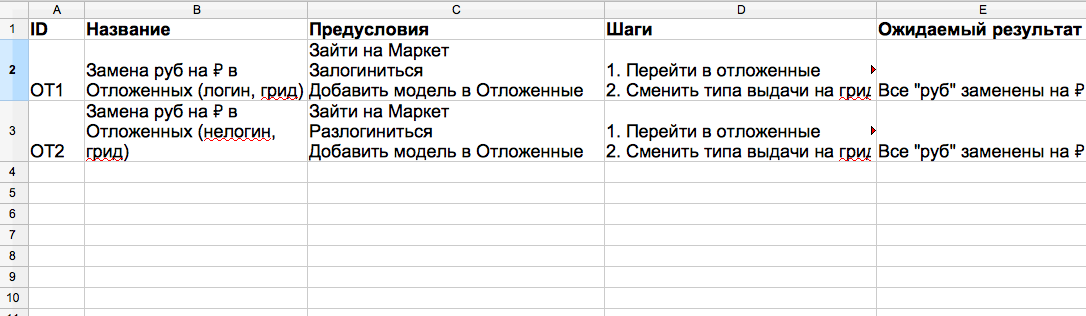 A B C D E
1 ID Название Предусловия Шаги Ожидаемый результат
Зайти на Маркет
2 Замена руб на ₽ в Залогиниться 1. Перейти в отложенные
ОТ1 Отложенных (логин, грид) Добавить модель в Отложенные 2. Сменить типа выдачи на грид Все "руб" заменены на ₽
Замена руб на ₽ в Зайти на Маркет
3 Отложенных (нелогин, Разлогиниться 1. Перейти в отложенные
ОТ2 грид) Добавить модель в Отложенные 2. Сменить типа выдачи на грид Все "руб" заменены на ₽
4
5
6
7
8
9
10